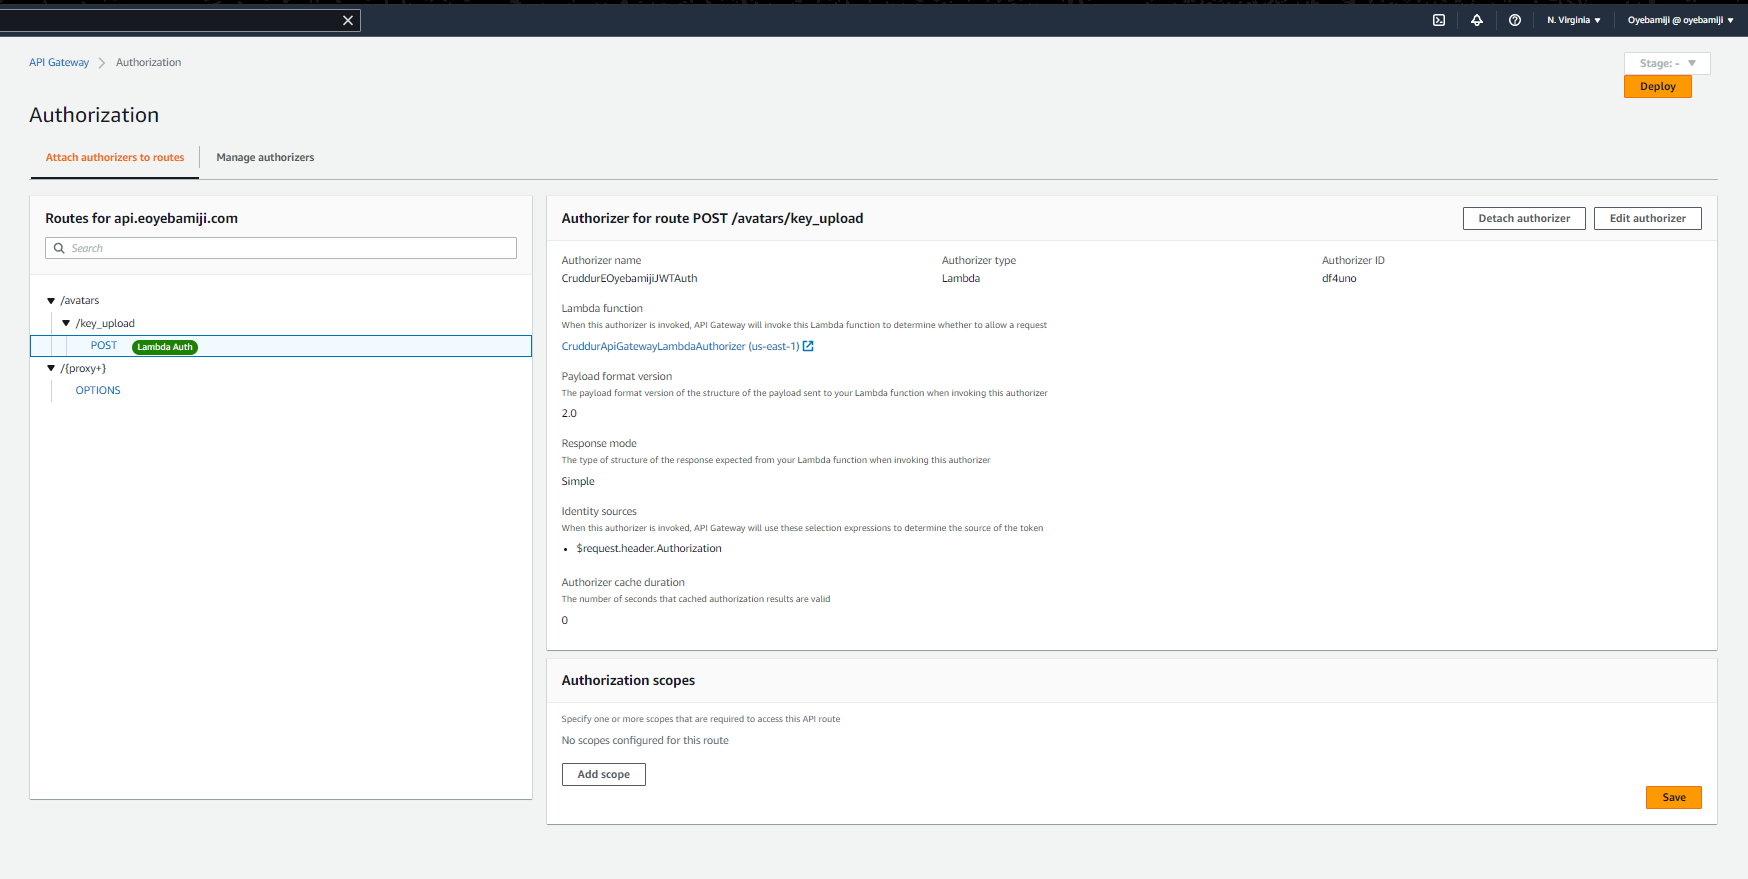 N. Virginia
Oyebamiji @ oyebamiji
API Gateway
Authorization
Stage: -
Deploy
Authorization
Attach authorizers to routes
Manage authorizers
Routes for api.eoyebamiji.com
Search
/avatars
/key_upload
POST Lambda Auth
/{proxy+}
OPTIONS
Authorizer for route POST /avatars/key_upload
Detach authorizer
Edit authorizer
Authorizer name
CruddurEOyebamijiJWTAuth
Authorizer type
Lambda
Authorizer ID
df4uno
Lambda function
When this authorizer is invoked, API Gateway will invoke this Lambda function to determine whether to allow a request
CruddurApiGatewayLambdaAuthorizer (us-east-1)
Payload format version
The payload format version of the structure of the payload sent to your Lambda function when invoking this authorizer
2.0
Response mode
The type of structure of the response expected from your Lambda function when invoking this authorizer
Simple
Identity sources
When this authorizer is invoked, API Gateway will use these selection expressions to determine the source of the token
• $request.header.Authorization
Authorizer cache duration
The number of seconds that cached authorization results are valid
0
Authorization scopes
Specify one or more scopes that are required to access this API route
No scopes configured for this route
Add scope
Save